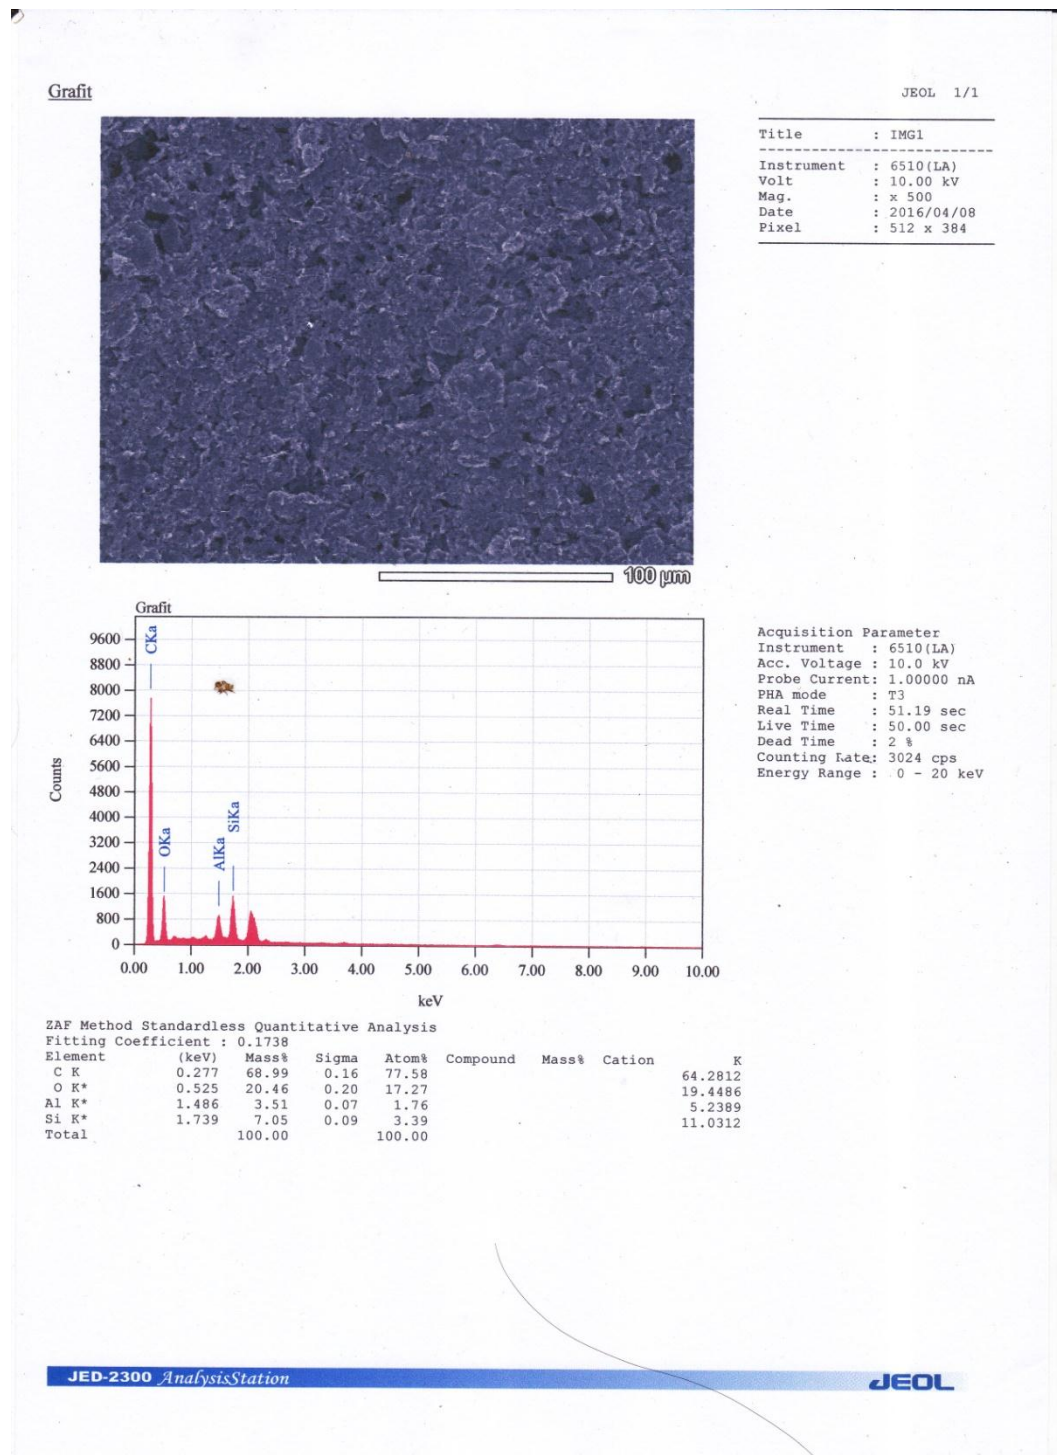 Grafit
JEOL 1/1
Title : IMG1
Instrument : 6510(LA)
Volt : 10.00 kV
Mag. : x 500
Date : 2016/04/08
Pixel : 512 x 384
100 µm
Grafit
9600
8800
8000
7200
6400
5600
4800
4000
3200
2400
1600
800
0
Counts
CKa
OKa
AlKa
SiKa
0.00 1.00 2.00 3.00 4.00 5.00 6.00 7.00 8.00 9.00 10.00
keV
Acquisition Parameter
Instrument : 6510(LA)
Acc. Voltage : 10.0 kV
Probe Current: 1.00000 nA
PHA mode : T3
Real Time : 51.19 sec
Live Time : 50.00 sec
Dead Time : 2 %
Counting Rate: 3024 cps
Energy Range : 0 - 20 keV
ZAF Method Standardless Quantitative Analysis
Fitting Coefficient : 0.1738
Element (keV) Mass% Sigma Atom% Compound Mass% Cation K
C K 0.277 68.99 0.16 77.58 64.2812
O K* 0.525 20.46 0.20 17.27 19.4486
Al K* 1.486 3.51 0.07 1.76 5.2389
Si K* 1.739 7.05 0.09 3.39 11.0312
Total 100.00 100.00
JED-2300 AnalysisStation
JEOL